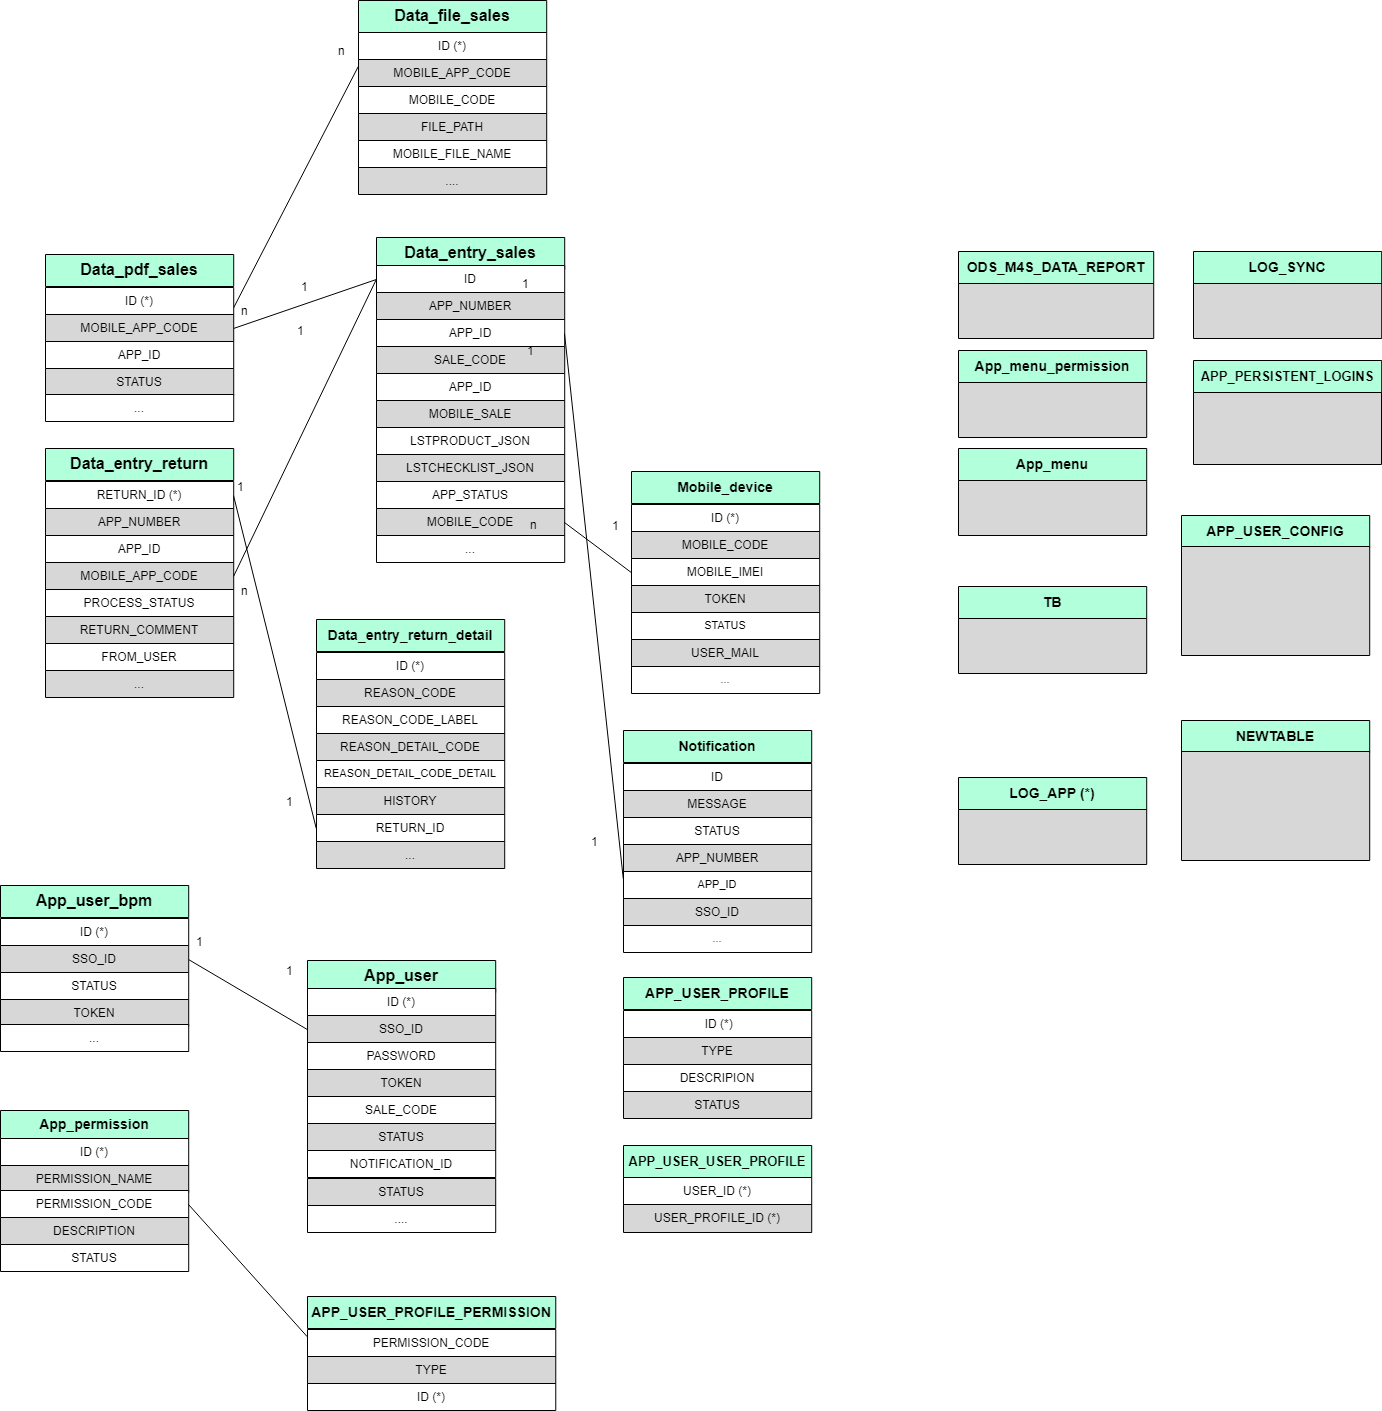 Data_file_sales
ID (*)
MOBILE_APP_CODE
MOBILE_CODE
FILE_PATH
MOBILE_FILE_NAME
....
n
Data_pdf_sales
ID (*)
MOBILE_APP_CODE
APP_ID
STATUS
...
n
1
1
Data_entry_sales
ID
1
APP_NUMBER
APP_ID
SALE_CODE
1
APP_ID
MOBILE_SALE
LSTPRODUCT_JSON
LSTCHECKLIST_JSON
APP_STATUS
MOBILE_CODE
n
...
Data_entry_return
RETURN_ID (*)
APP_NUMBER
APP_ID
MOBILE_APP_CODE
PROCESS_STATUS
RETURN_COMMENT
FROM_USER
...
1
n
Mobile_device
ID (*)
MOBILE_CODE
MOBILE_IMEI
TOKEN
STATUS
USER_MAIL
...
1
Data_entry_return_detail
ID (*)
REASON_CODE
REASON_CODE_LABEL
REASON_DETAIL_CODE
REASON_DETAIL_CODE_DETAIL
HISTORY
RETURN_ID
...
1
Notification
ID
MESSAGE
STATUS
APP_NUMBER
APP_ID
SSO_ID
...
1
App_user_bpm
ID (*)
SSO_ID
STATUS
TOKEN
...
1
1
App_user
ID (*)
SSO_ID
PASSWORD
TOKEN
SALE_CODE
STATUS
NOTIFICATION_ID
STATUS
....
APP_USER_PROFILE
ID (*)
TYPE
DESCRIPION
STATUS
App_permission
ID (*)
PERMISSION_NAME
PERMISSION_CODE
DESCRIPTION
STATUS
APP_USER_USER_PROFILE
USER_ID (*)
USER_PROFILE_ID (*)
APP_USER_PROFILE_PERMISSION
PERMISSION_CODE
TYPE
ID (*)
ODS_M4S_DATA_REPORT
LOG_SYNC
App_menu_permission
APP_PERSISTENT_LOGINS
App_menu
APP_USER_CONFIG
TB
NEWTABLE
LOG_APP (*)